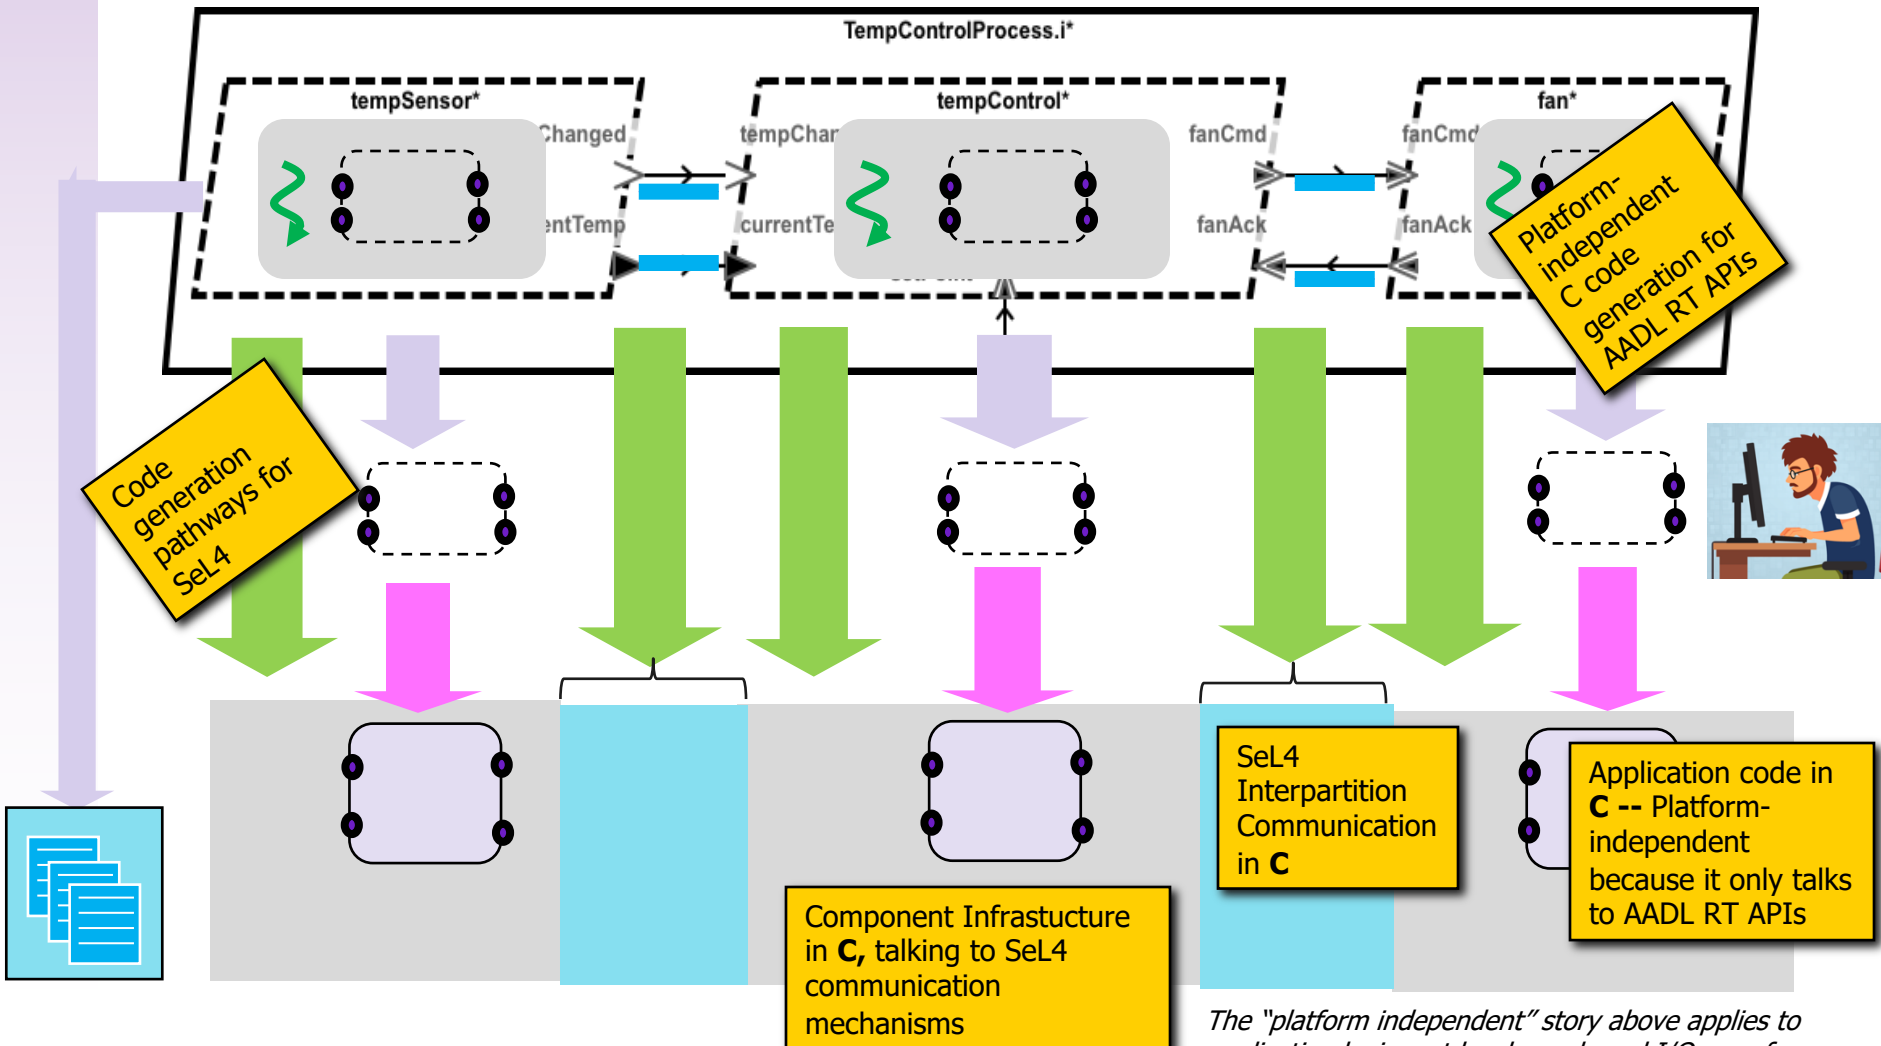 TempControlProcess.i*
tempSensor*
tempControl*
fan*
Changed
tempChar
fanCmd
fanCmd
entTemp
currentTe
fanAck
fanAck
Platform-
independent
C code
generation for
AADL RT APIs
Code
generation
pathways for
SeL4
SeL4
Interpartition
Communication
in C
Application code in
C -- Platform-
independent
because it only talks
to AADL RT APIs
Component Infrastucture
in C, talking to SeL4
communication
mechanisms
The “platform independent” story above applies to